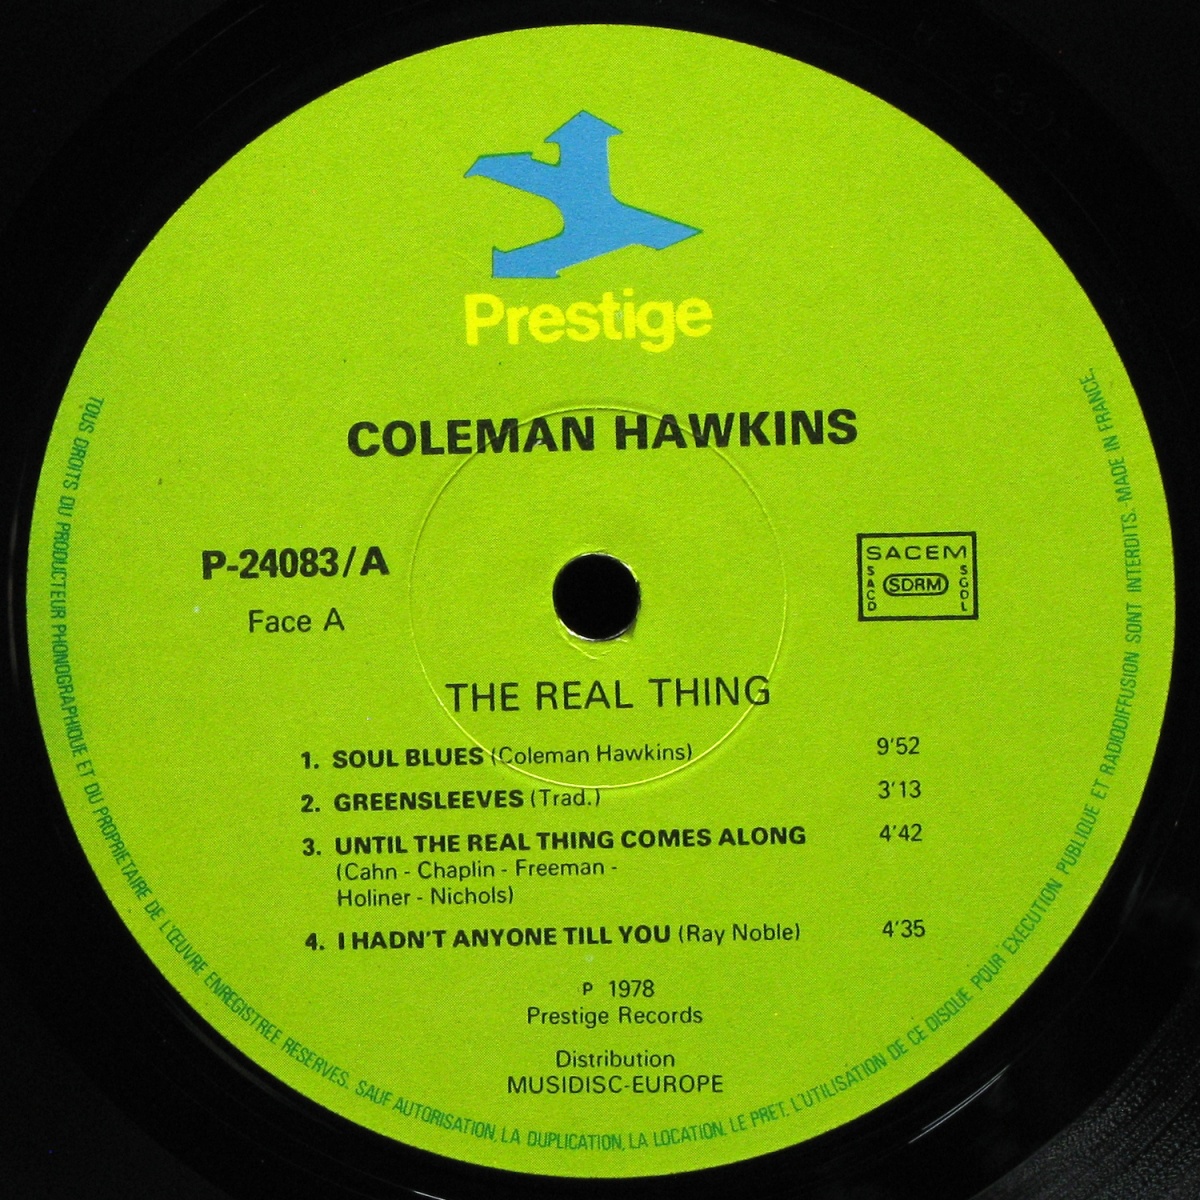 Prestige
COLEMAN HAWKINS
P-24083/A
Face A
SACEM
SACD
SDRM
SGDL
THE REAL THING
1. SOUL BLUES (Coleman Hawkins) 9'52
2. GREENSLEEVES (Trad.) 3'13
3. UNTIL THE REAL THING COMES ALONG 4'42
(Cahn - Chaplin - Freeman -
Holiner - Nichols)
4. I HADN'T ANYONE TILL YOU (Ray Noble) 4'35
P 1978
Prestige Records
Distribution
MUSIDISC-EUROPE
TOUS DROITS DU PRODUCTEUR PHONOGRAPHIQUE ET DU PROPRIETAIRE DE L'ŒUVRE ENREGISTREE RESERVES. SAUF AUTORISATION, LA DUPLICATION, LA LOCATION, LE PRET, L'UTILISATION DE CE DISQUE POUR EXECUTION PUBLIQUE ET RADIODIFFUSION SONT INTERDITS.-MADE IN FRANCE.